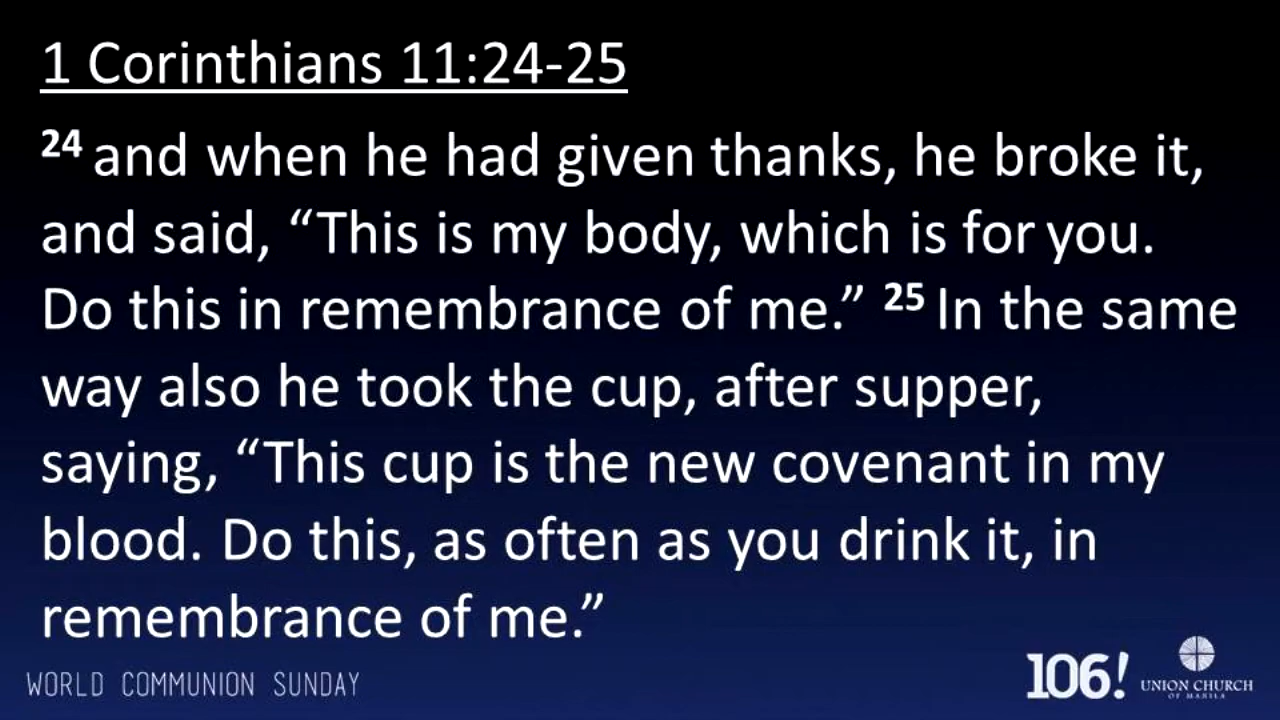 1 Corinthians 11:24-25
24 and when he had given thanks, he broke it,
and said, “This is my body, which is for you.
Do this in remembrance of me.” 25 In the same
way also he took the cup, after supper,
saying, “This cup is the new covenant in my
blood. Do this, as often as you drink it, in
remembrance of me.”
WORLD COMMUNION SUNDAY
106!
UNION CHURCH
OF MANILA